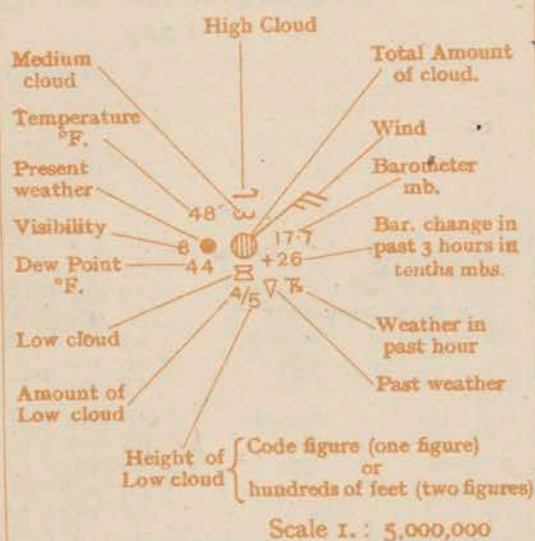 High Cloud
Medium
cloud
Total Amount
of cloud.
Temperature
°F.
Wind
Present
weather
Barometer
mb.
48
Visibility
8
17·7
Bar. change in
past 3 hours in
tenths mbs.
Dew Point
°F.
44
+26
4/5
Low cloud
Weather in
past hour
Amount of
Low cloud
Past weather
Height of
Low cloud
Code figure (one figure)
or
hundreds of feet (two figures)
Scale 1. : 5,000,000